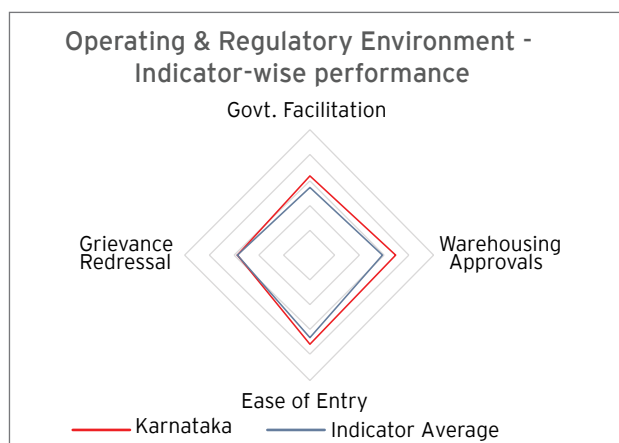 Operating & Regulatory Environment -
Indicator-wise performance
Govt. Facilitation
Grievance
Redressal
Warehousing
Approvals
Ease of Entry
Karnataka
Indicator Average